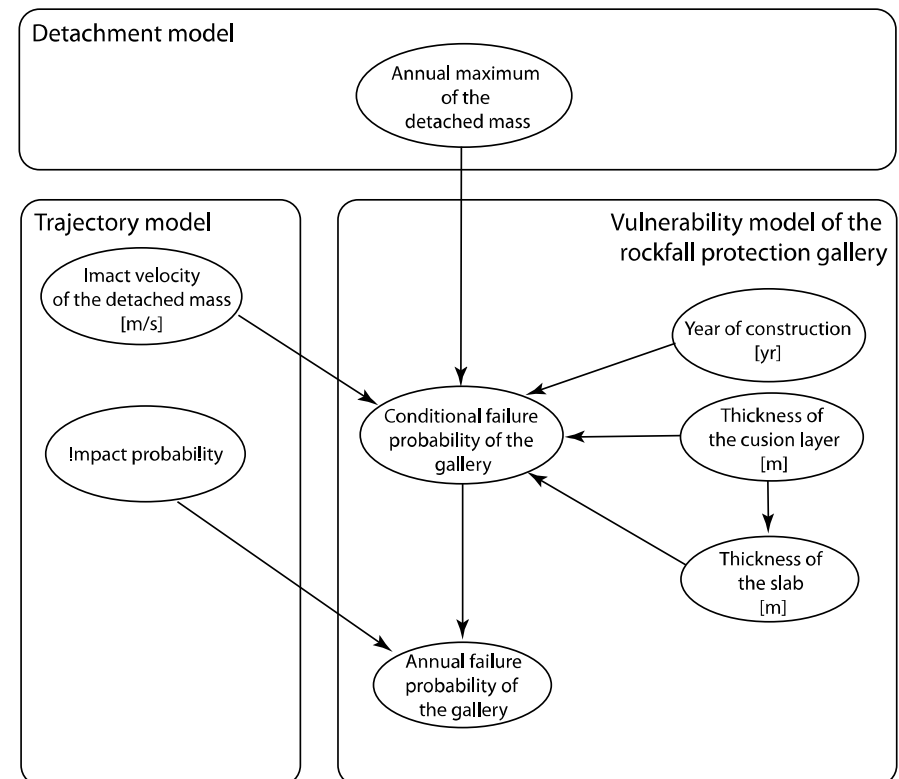 Detachment model
Annual maximum
of the
detached mass
Trajectory model
Imact velocity
of the detached mass
[m/s]
Impact probability
Vulnerability model of the
rockfall protection gallery
Year of construction
[yr]
Conditional failure
probability of the
gallery
Thickness of
the cusion layer
[m]
Thickness of
the slab
[m]
Annual failure
probability of
the gallery